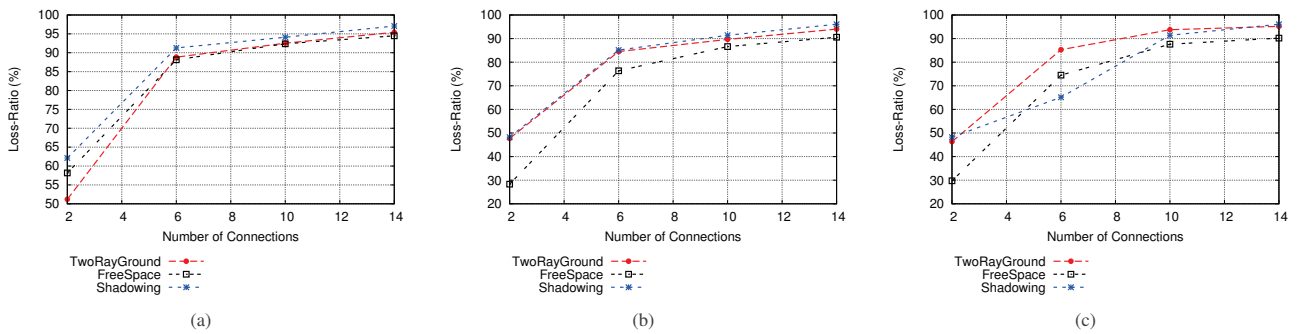 100
95
90
85
80
75
70
65
60
55
50
Loss-Ratio (%)
2 4 6 8 10 12 14
Number of Connections
TwoRayGround
FreeSpace
Shadowing
(a)
100
90
80
70
60
50
40
30
20
Loss-Ratio (%)
2 4 6 8 10 12 14
Number of Connections
TwoRayGround
FreeSpace
Shadowing
(b)
100
90
80
70
60
50
40
30
20
Loss-Ratio (%)
2 4 6 8 10 12 14
Number of Connections
TwoRayGround
FreeSpace
Shadowing
(c)